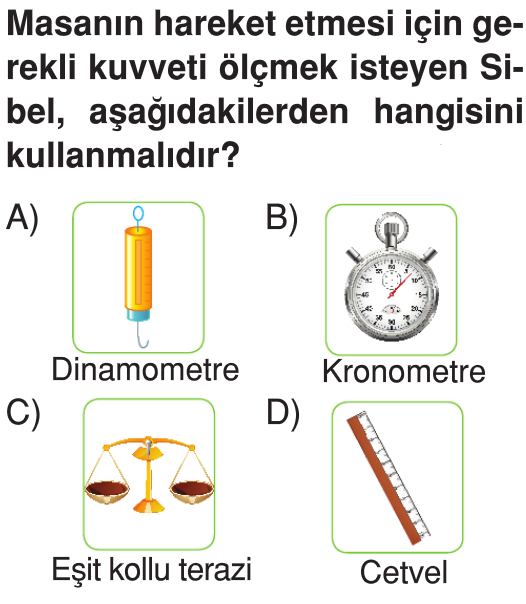 Masanın hareket etmesi için ge-
rekli kuvveti ölçmek isteyen Si-
bel, aşağıdakilerden hangisini
kullanmalıdır?
A)
B)
Dinamometre
Kronometre
C)
D)
Eşit kollu terazi
Cetvel